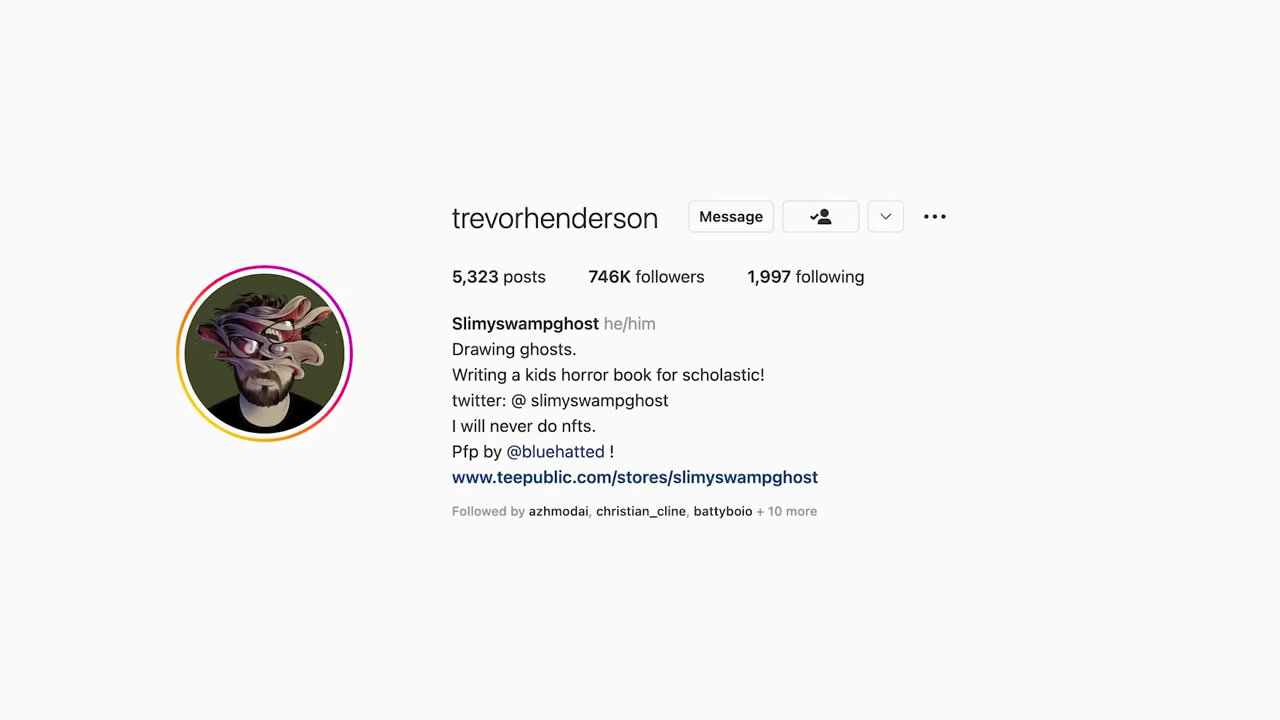 trevorhenderson Message
5,323 posts 746K followers 1,997 following
Slimyswampghost he/him
Drawing ghosts.
Writing a kids horror book for scholastic!
twitter: @ slimyswampghost
I will never do nfts.
Pfp by @bluehatted !
www.teepublic.com/stores/slimyswampghost
Followed by azhmodai, christian_cline, battyboio + 10 more